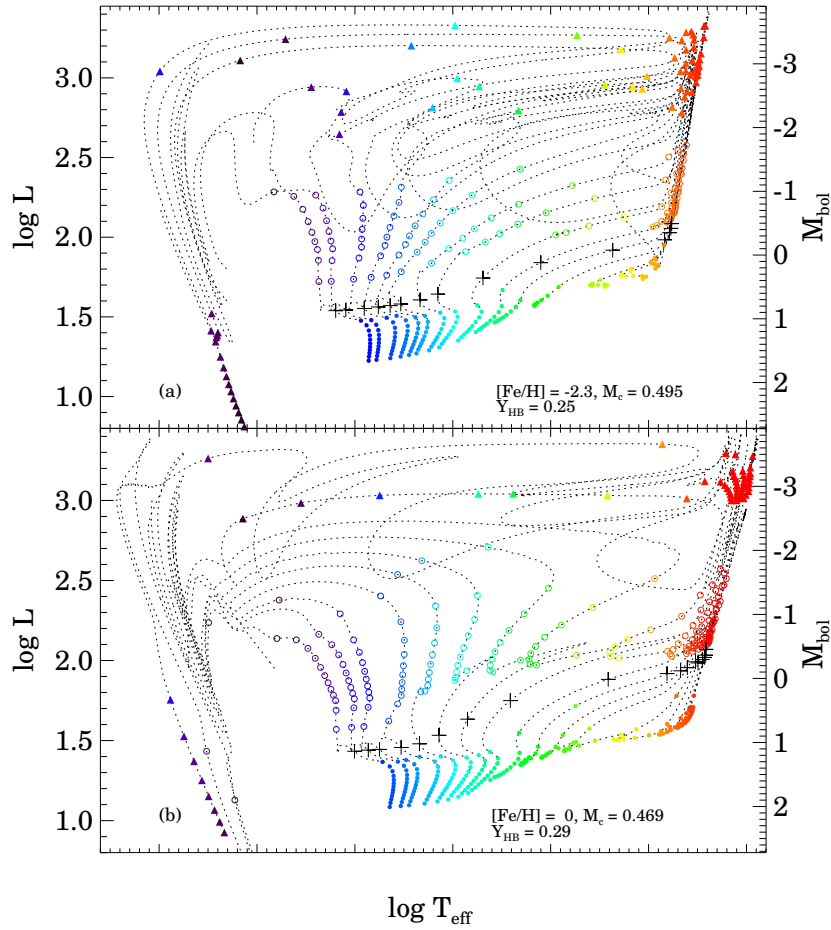 3.0
2.5
2.0
1.5
1.0
log L
-3
-2
-1
0
1
2
M_bol
(a)
[Fe/H] = -2.3, M_c = 0.495
Y_HB = 0.25
3.0
2.5
2.0
1.5
1.0
log L
-3
-2
-1
0
1
2
M_bol
(b)
[Fe/H] = 0, M_c = 0.469
Y_HB = 0.29
log T_eff